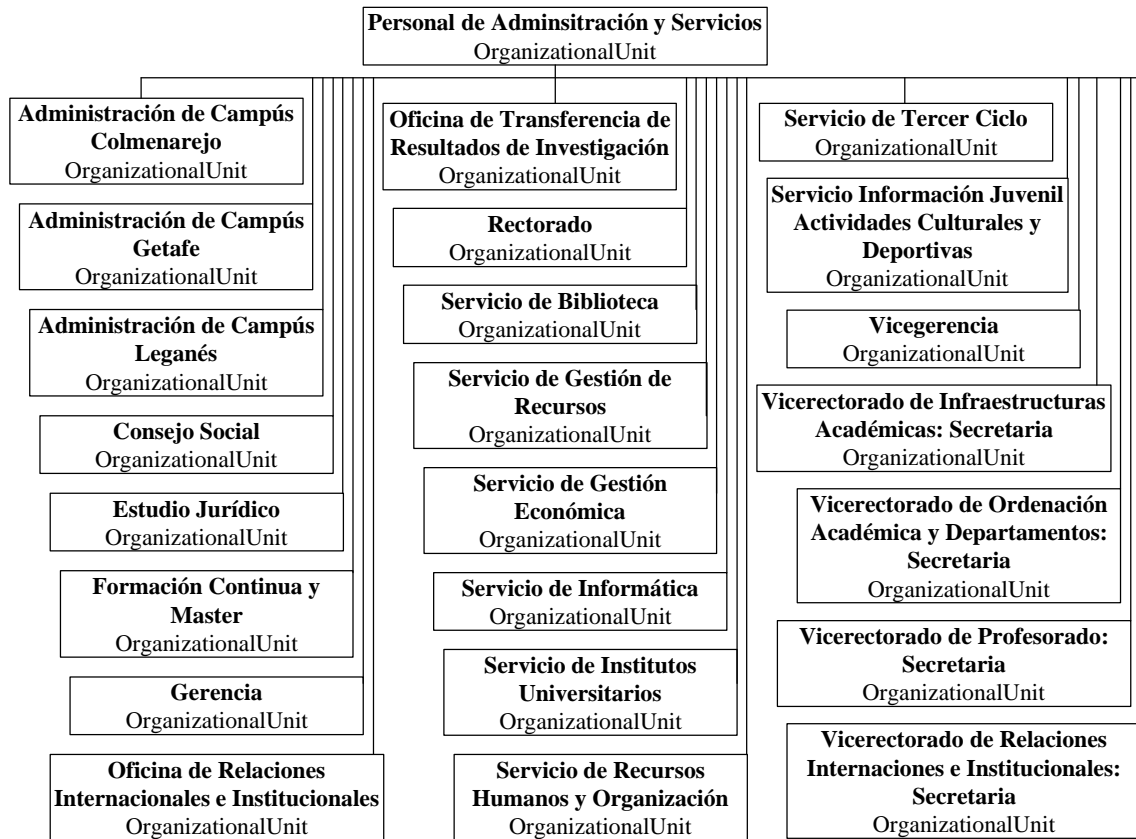 Personal de Adminsitración y Servicios
OrganizationalUnit
Administración de Campús
Colmenarejo
OrganizationalUnit
Administración de Campús
Getafe
OrganizationalUnit
Administración de Campús
Leganés
OrganizationalUnit
Consejo Social
OrganizationalUnit
Estudio Jurídico
OrganizationalUnit
Formación Continua y
Master
OrganizationalUnit
Gerencia
OrganizationalUnit
Oficina de Relaciones
Internacionales e Institucionales
OrganizationalUnit
Oficina de Transferencia de
Resultados de Investigación
OrganizationalUnit
Rectorado
OrganizationalUnit
Servicio de Biblioteca
OrganizationalUnit
Servicio de Gestión de
Recursos
OrganizationalUnit
Servicio de Gestión
Económica
OrganizationalUnit
Servicio de Informática
OrganizationalUnit
Servicio de Institutos
Universitarios
OrganizationalUnit
Servicio de Recursos
Humanos y Organización
OrganizationalUnit
Servicio de Tercer Ciclo
OrganizationalUnit
Servicio Información Juvenil
Actividades Culturales y
Deportivas
OrganizationalUnit
Vicegerencia
OrganizationalUnit
Vicerectorado de Infraestructuras
Académicas: Secretaria
OrganizationalUnit
Vicerectorado de Ordenación
Académica y Departamentos:
Secretaria
OrganizationalUnit
Vicerectorado de Profesorado:
Secretaria
OrganizationalUnit
Vicerectorado de Relaciones
Internaciones e Institucionales:
Secretaria
OrganizationalUnit